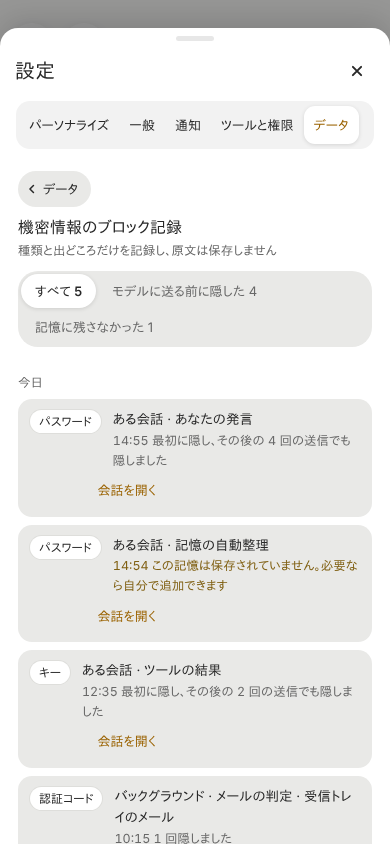 設定
パーソナライズ 一般 通知 ツールと権限 データ
データ
機密情報のブロック記録
種類と出どころだけを記録し、原文は保存しません
すべて 5 モデルに送る前に隠した 4
記憶に残さなかった 1
今日
パスワード ある会話 · あなたの発言
14:55 最初に隠し、その後の 4 回の送信でも
隠しました
会話を開く
パスワード ある会話 · 記憶の自動整理
14:54 この記憶は保存されていません。必要な
ら自分で追加できます
会話を開く
キー ある会話 · ツールの結果
12:35 最初に隠し、その後の 2 回の送信でも隠しま
した
会話を開く
認証コード バックグラウンド · メールの判定 · 受信トレ
イのメール
10:15 1 回隠しました